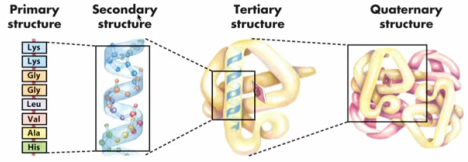 Primary
structure
Secondary
structure
Tertiary
structure
Quaternary
structure
Lys
Lys
Gly
Gly
Leu
Val
Ala
His